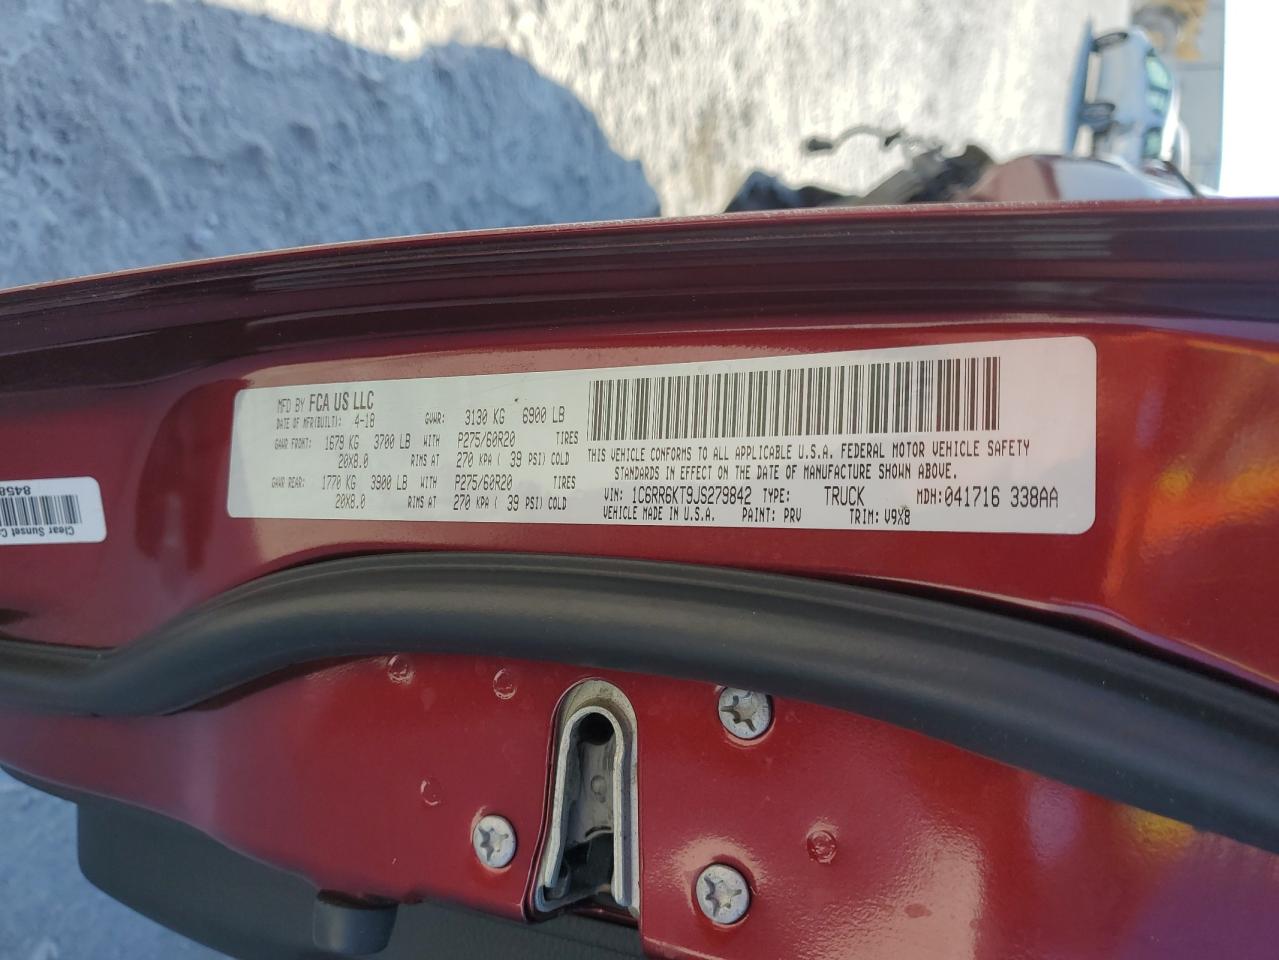 MFD BY FCA US LLC
DATE OF MFR(BUILT): 4-18 GVWR: 3130 KG 6900 LB
GAWR FRONT: 1679 KG 3700 LB WITH P275/60R20 TIRES
20X8.0 RIMS AT 270 KPA ( 39 PSI) COLD
GAWR REAR: 1770 KG 3900 LB WITH P275/60R20 TIRES
20X8.0 RIMS AT 270 KPA ( 39 PSI) COLD
THIS VEHICLE CONFORMS TO ALL APPLICABLE U.S.A. FEDERAL MOTOR VEHICLE SAFETY
STANDARDS IN EFFECT ON THE DATE OF MANUFACTURE SHOWN ABOVE.
VIN: 1C6RR6KT9JS279842 TYPE: TRUCK MDH:041716 338AA
VEHICLE MADE IN U.S.A. PAINT: PRV TRIM: V9X8
Clear Sunset